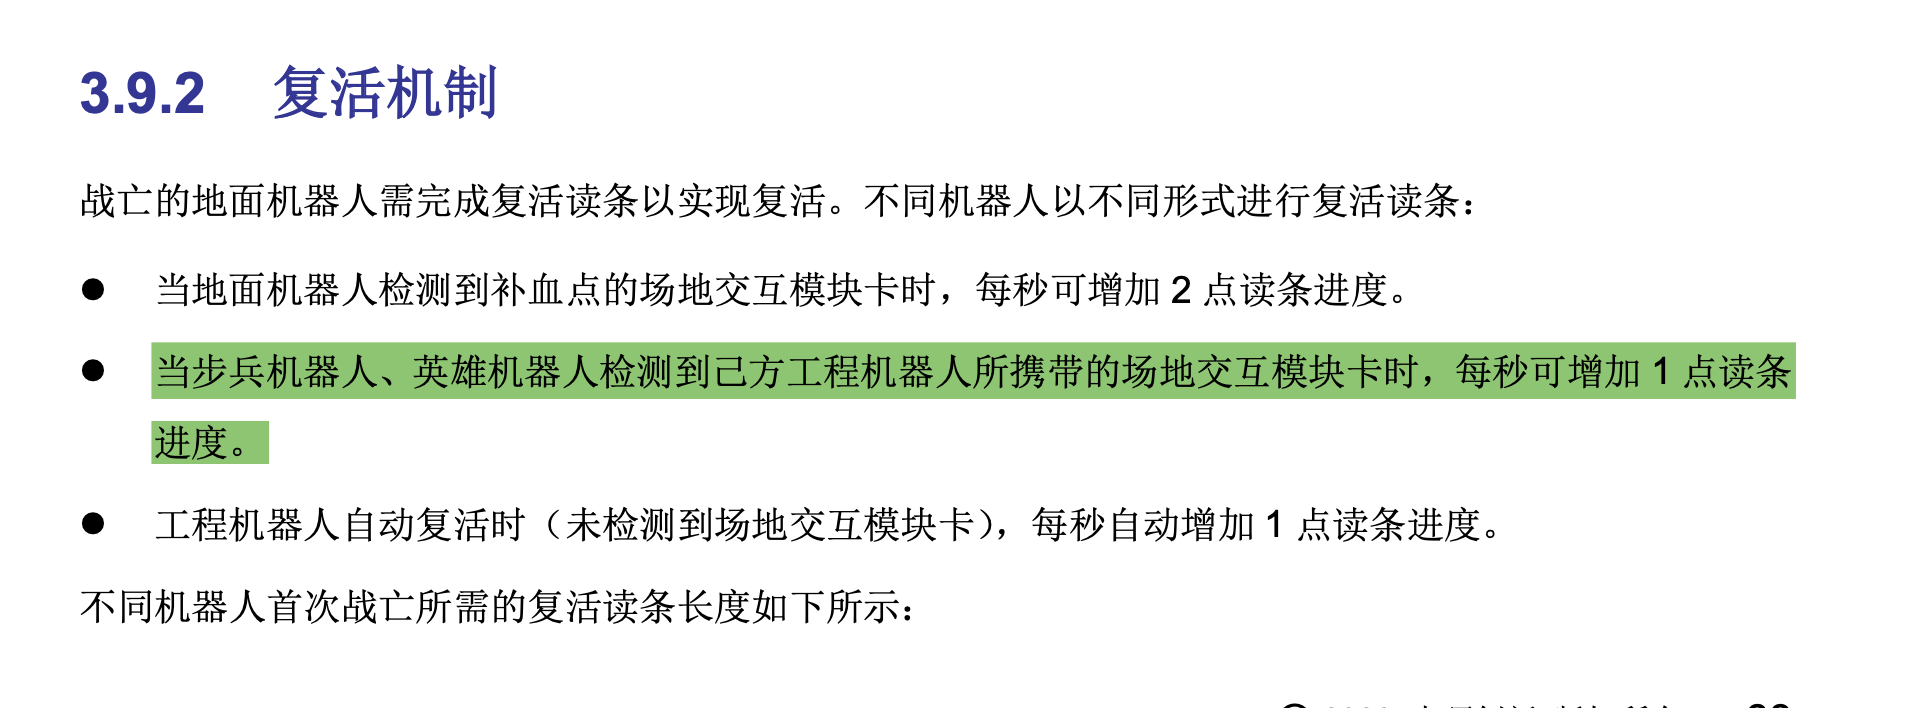 3.9.2 复活机制
战亡的地面机器人需完成复活读条以实现复活。不同机器人以不同形式进行复活读条：
● 当地面机器人检测到补血点的场地交互模块卡时，每秒可增加 2 点读条进度。
● 当步兵机器人、英雄机器人检测到己方工程机器人所携带的场地交互模块卡时，每秒可增加 1 点读条
进度。
● 工程机器人自动复活时（未检测到场地交互模块卡），每秒自动增加 1 点读条进度。
不同机器人首次战亡所需的复活读条长度如下所示：